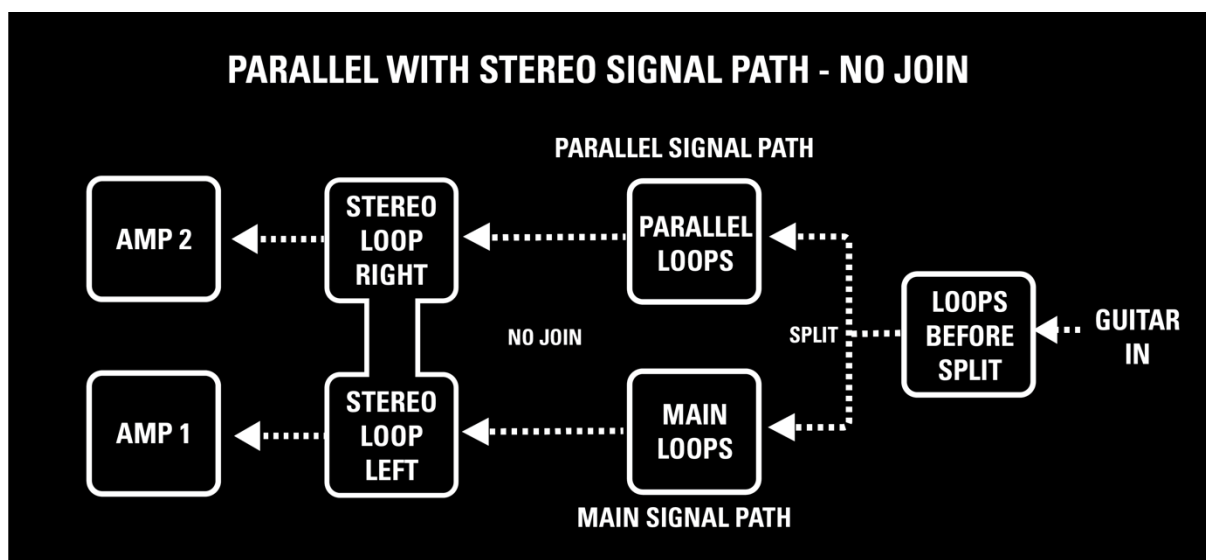 PARALLEL WITH STEREO SIGNAL PATH - NO JOIN
PARALLEL SIGNAL PATH
AMP 2
STEREO
LOOP
RIGHT
PARALLEL
LOOPS
NO JOIN
SPLIT
LOOPS
BEFORE
SPLIT
GUITAR
IN
AMP 1
STEREO
LOOP
LEFT
MAIN
LOOPS
MAIN SIGNAL PATH